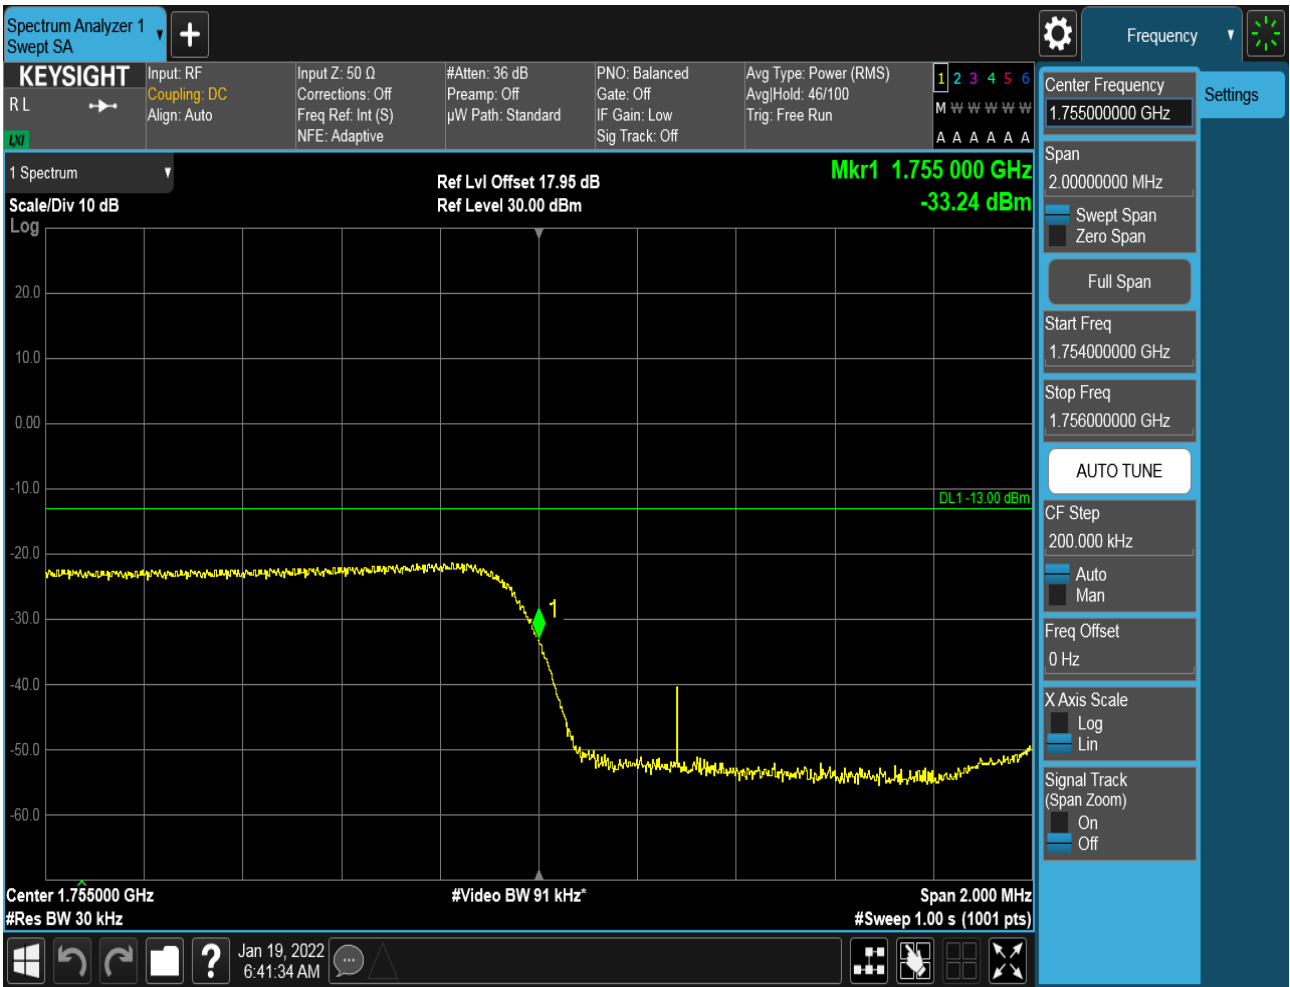 Spectrum Analyzer 1
Swept SA
Frequency
KEYSIGHT
R L
LXI
Input: RF
Coupling: DC
Align: Auto
Input Z: 50 Ω
Corrections: Off
Freq Ref: Int (S)
NFE: Adaptive
#Atten: 36 dB
Preamp: Off
µW Path: Standard
PNO: Balanced
Gate: Off
IF Gain: Low
Sig Track: Off
Avg Type: Power (RMS)
Avg|Hold: 46/100
Trig: Free Run
1 2 3 4 5 6
M W W W W W
A A A A A A
1 Spectrum
Scale/Div 10 dB
Log
Ref Lvl Offset 17.95 dB
Ref Level 30.00 dBm
Mkr1 1.755 000 GHz
-33.24 dBm
20.0
10.0
0.00
-10.0
DL1 -13.00 dBm
-20.0
1
-30.0
-40.0
-50.0
-60.0
Center 1.755000 GHz
#Video BW 91 kHz*
Span 2.000 MHz
#Res BW 30 kHz
#Sweep 1.00 s (1001 pts)
Jan 19, 2022
6:41:34 AM
?
Center Frequency
1.755000000 GHz
Settings
Span
2.00000000 MHz
Swept Span
Zero Span
Full Span
Start Freq
1.754000000 GHz
Stop Freq
1.756000000 GHz
AUTO TUNE
CF Step
200.000 kHz
Auto
Man
Freq Offset
0 Hz
X Axis Scale
Log
Lin
Signal Track
(Span Zoom)
On
Off